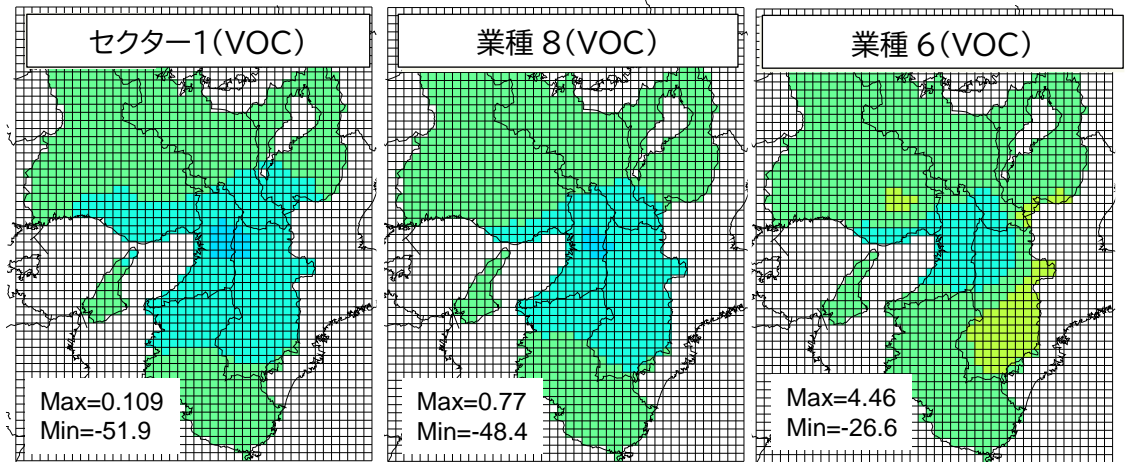 セクター1(VOC)
Max=0.109
Min=-51.9
業種 8(VOC)
Max=0.77
Min=-48.4
業種 6(VOC)
Max=4.46
Min=-26.6